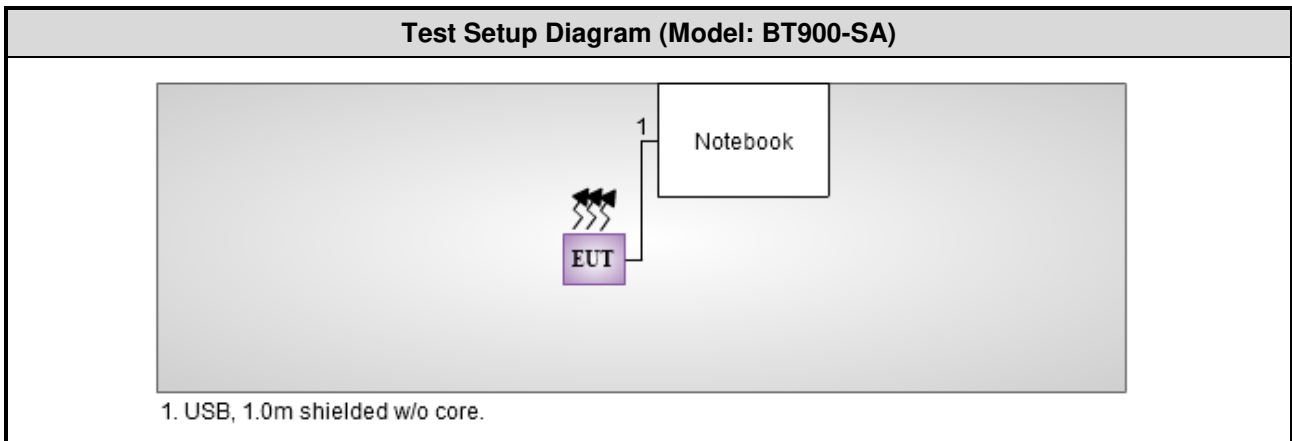 Test Setup Diagram (Model: BT900-SA)
1
Notebook
EUT
1. USB, 1.0m shielded w/o core.